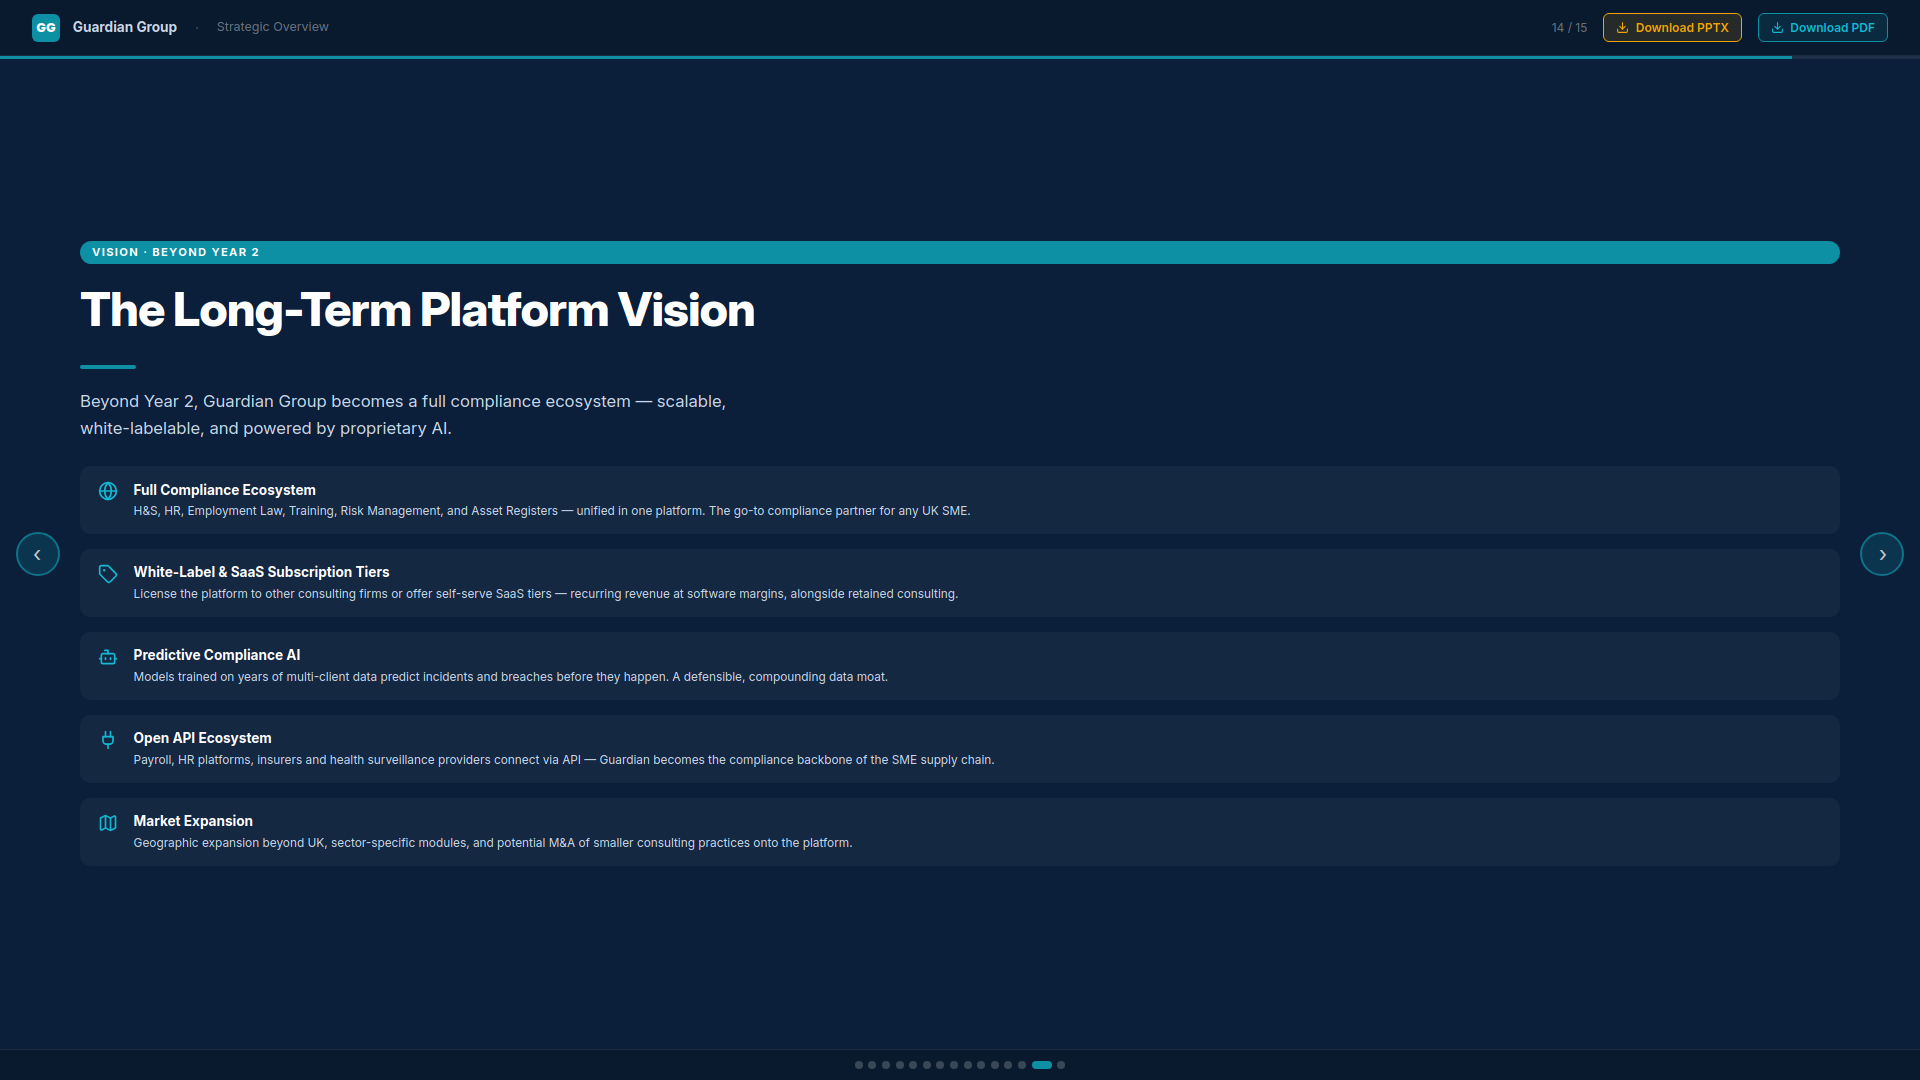 GG Guardian Group · Strategic Overview 14 / 15 Download PPTX Download PDF
VISION · BEYOND YEAR 2
The Long-Term Platform Vision
Beyond Year 2, Guardian Group becomes a full compliance ecosystem — scalable,
white-labelable, and powered by proprietary AI.
Full Compliance Ecosystem
H&S, HR, Employment Law, Training, Risk Management, and Asset Registers — unified in one platform. The go-to compliance partner for any UK SME.
White-Label & SaaS Subscription Tiers
License the platform to other consulting firms or offer self-serve SaaS tiers — recurring revenue at software margins, alongside retained consulting.
Predictive Compliance AI
Models trained on years of multi-client data predict incidents and breaches before they happen. A defensible, compounding data moat.
Open API Ecosystem
Payroll, HR platforms, insurers and health surveillance providers connect via API — Guardian becomes the compliance backbone of the SME supply chain.
Market Expansion
Geographic expansion beyond UK, sector-specific modules, and potential M&A of smaller consulting practices onto the platform.